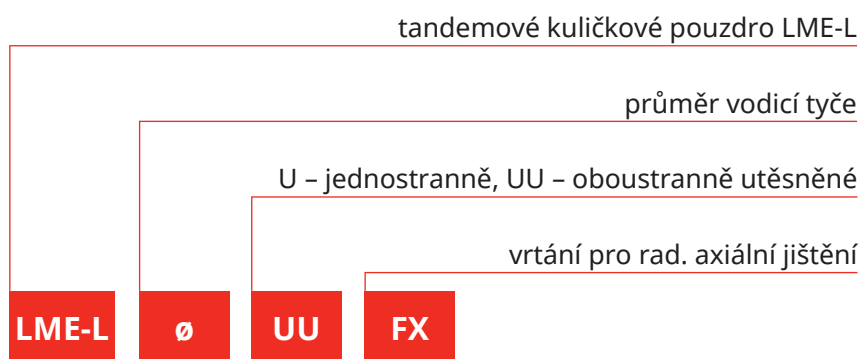 tandemové kuličkové pouzdro LME-L
průměr vodicí tyče
U – jednostranně, UU – oboustranně utěsněné
vrtání pro rad. axiální jištění
LME-L ø UU FX